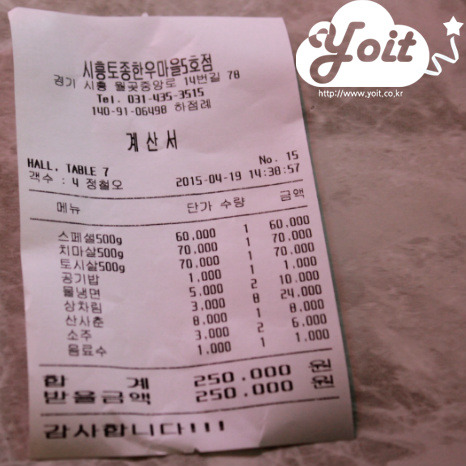 Yoit
http://www.yoit.co.kr
시흥토종한우마을5호점
경기 시흥 월곶중앙로 14번길 78
Tel. 031-435-3515
140-91-06498 하점례
계산서
HALL, TABLE 7 No. 15
객수 : 4 정철오 2015-04-19 14:38:57
메뉴 단가 수량 금액
스페셜500g 60.000 1 60.000
치마살500g 70.000 1 70.000
토시살500g 70.000 1 70.000
공기밥 1.000 1 1.000
물냉면 5.000 2 10.000
상차림 3.000 8 24.000
산사춘 8.000 1 8.000
소주 3.000 2 6.000
음료수 1.000 1 1.000
합 계 250.000 원
받을금액 250.000 원
감사합니다!!!